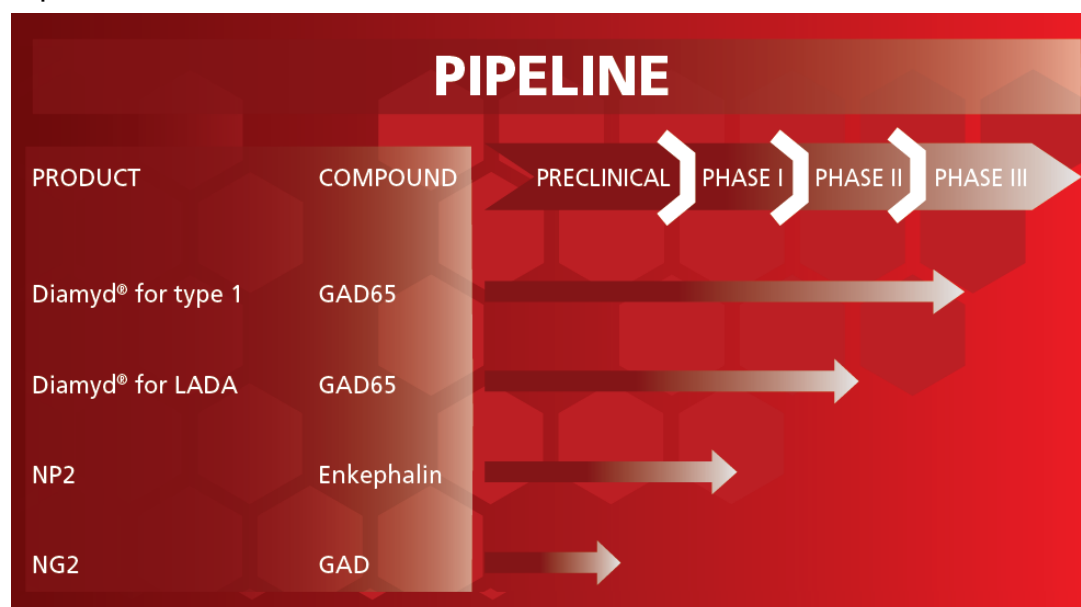 PIPELINE
PRODUCT COMPOUND PRECLINICAL PHASE I PHASE II PHASE III
Diamyd® for type 1 GAD65
Diamyd® for LADA GAD65
NP2 Enkephalin
NG2 GAD